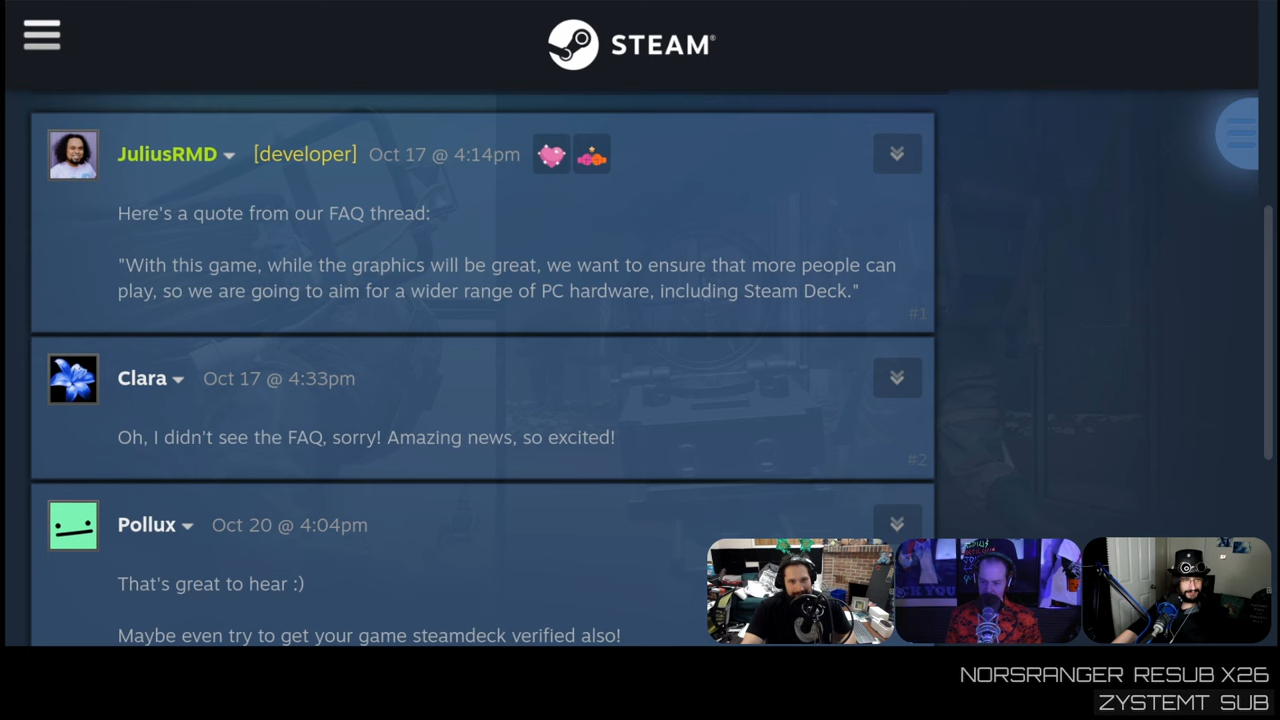 STEAM®
JuliusRMD [developer] Oct 17 @ 4:14pm
Here's a quote from our FAQ thread:
"With this game, while the graphics will be great, we want to ensure that more people can
play, so we are going to aim for a wider range of PC hardware, including Steam Deck."
#1
Clara Oct 17 @ 4:33pm
Oh, I didn't see the FAQ, sorry! Amazing news, so excited!
#2
Pollux Oct 20 @ 4:04pm
That's great to hear :)
Maybe even try to get your game steamdeck verified also!
NORSRANGER RESUB X26
ZYSTEMT SUB